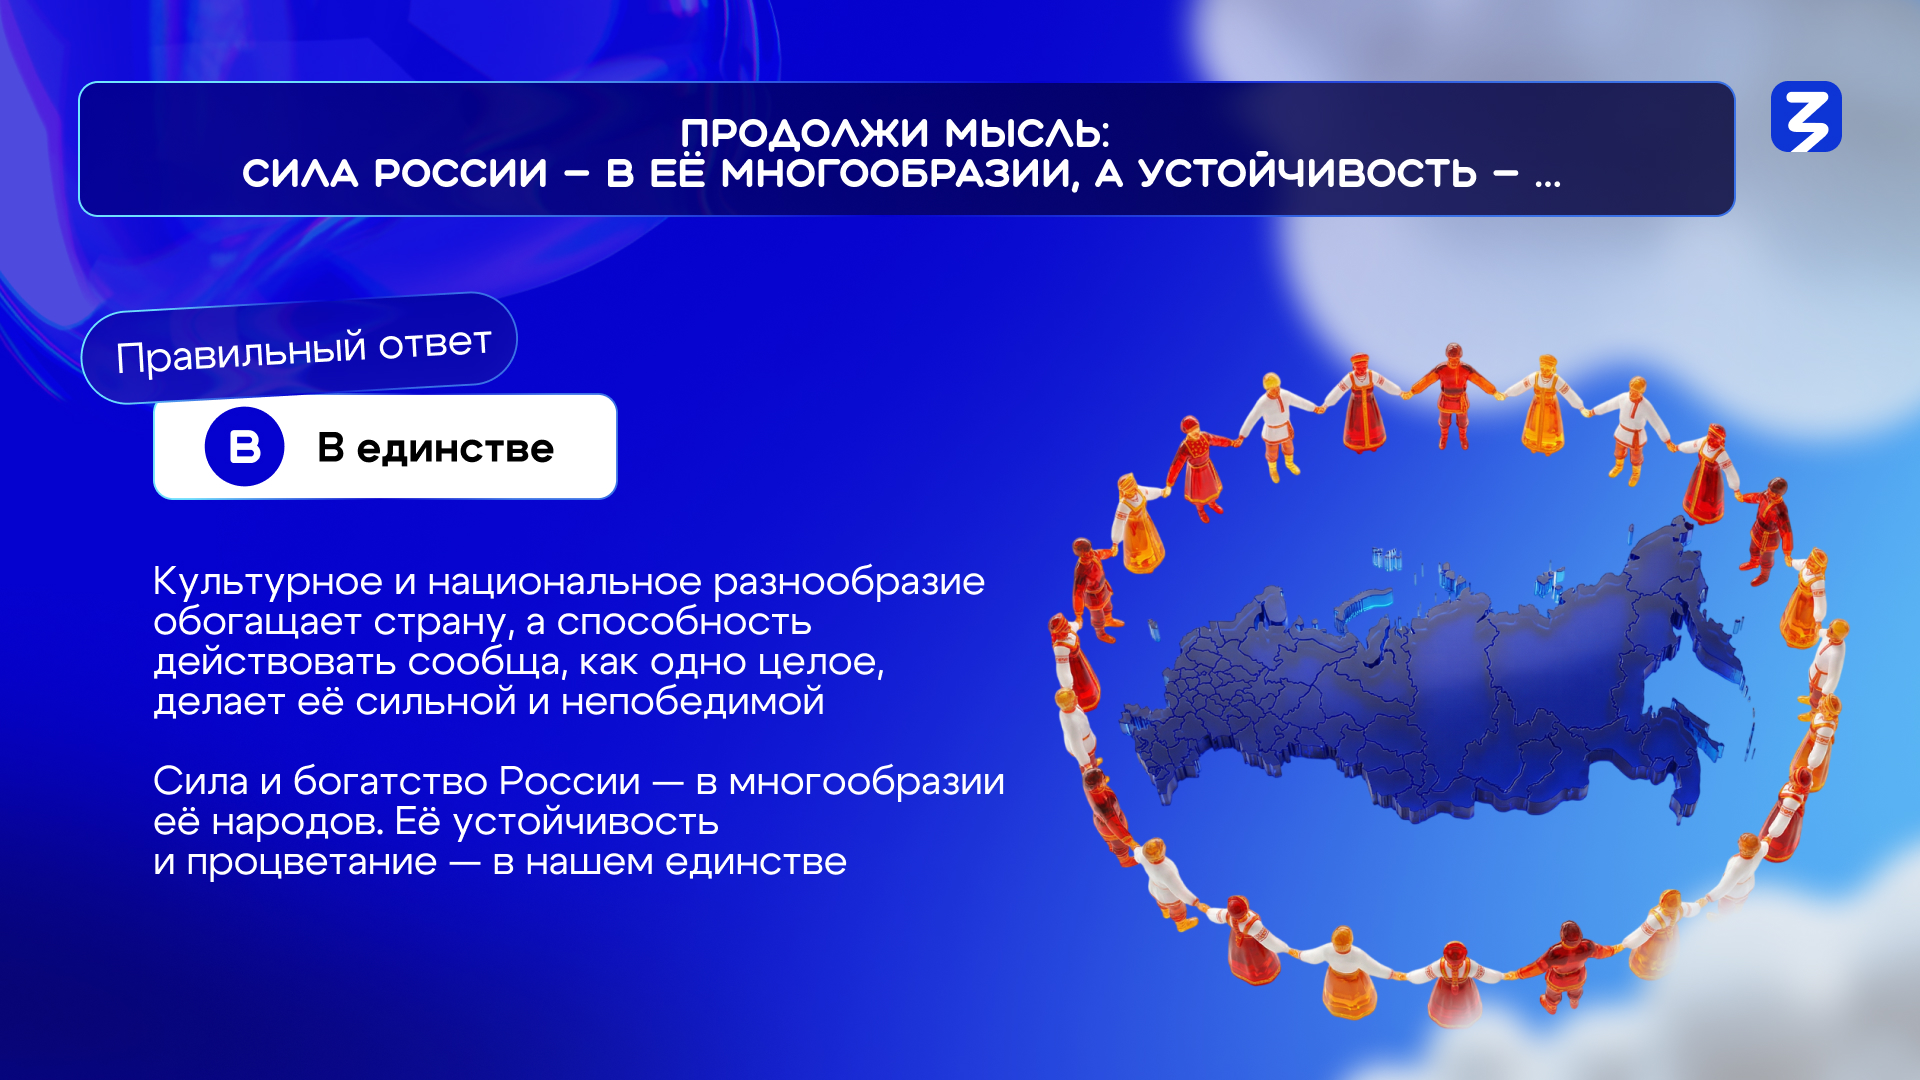 ПРОДОЛЖИ МЫСЛЬ:
СИЛА РОССИИ – В ЕЁ МНОГООБРАЗИИ, А УСТОЙЧИВОСТЬ – ...
Правильный ответ
В В единстве
Культурное и национальное разнообразие
обогащает страну, а способность
действовать сообща, как одно целое,
делает её сильной и непобедимой
Сила и богатство России — в многообразии
её народов. Её устойчивость
и процветание — в нашем единстве